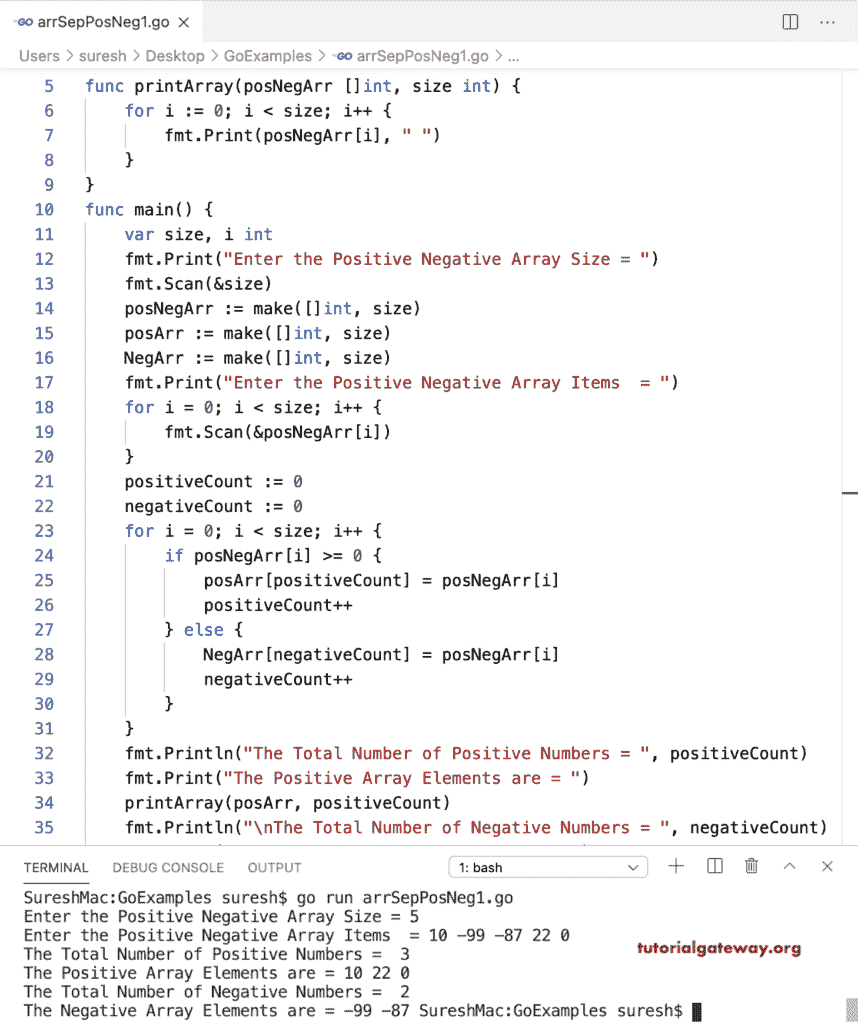 GO arrSepPosNeg1.go ×
Users > suresh > Desktop > GoExamples > GO arrSepPosNeg1.go > ...
5 func printArray(posNegArr []int, size int) {
6 for i := 0; i < size; i++ {
7 fmt.Print(posNegArr[i], " ")
8 }
9 }
10 func main() {
11 var size, i int
12 fmt.Print("Enter the Positive Negative Array Size = ")
13 fmt.Scan(&size)
14 posNegArr := make([]int, size)
15 posArr := make([]int, size)
16 NegArr := make([]int, size)
17 fmt.Print("Enter the Positive Negative Array Items  = ")
18 for i = 0; i < size; i++ {
19 fmt.Scan(&posNegArr[i])
20 }
21 positiveCount := 0
22 negativeCount := 0
23 for i = 0; i < size; i++ {
24 if posNegArr[i] >= 0 {
25 posArr[positiveCount] = posNegArr[i]
26 positiveCount++
27 } else {
28 NegArr[negativeCount] = posNegArr[i]
29 negativeCount++
30 }
31 }
32 fmt.Println("The Total Number of Positive Numbers = ", positiveCount)
33 fmt.Print("The Positive Array Elements are = ")
34 printArray(posArr, positiveCount)
35 fmt.Println("\nThe Total Number of Negative Numbers = ", negativeCount)
TERMINAL DEBUG CONSOLE OUTPUT 1: bash
SureshMac:GoExamples suresh$ go run arrSepPosNeg1.go
Enter the Positive Negative Array Size = 5
Enter the Positive Negative Array Items  = 10 -99 -87 22 0
The Total Number of Positive Numbers =  3
The Positive Array Elements are = 10 22 0
The Total Number of Negative Numbers =  2
The Negative Array Elements are = -99 -87 SureshMac:GoExamples suresh$
tutorialgateway.org